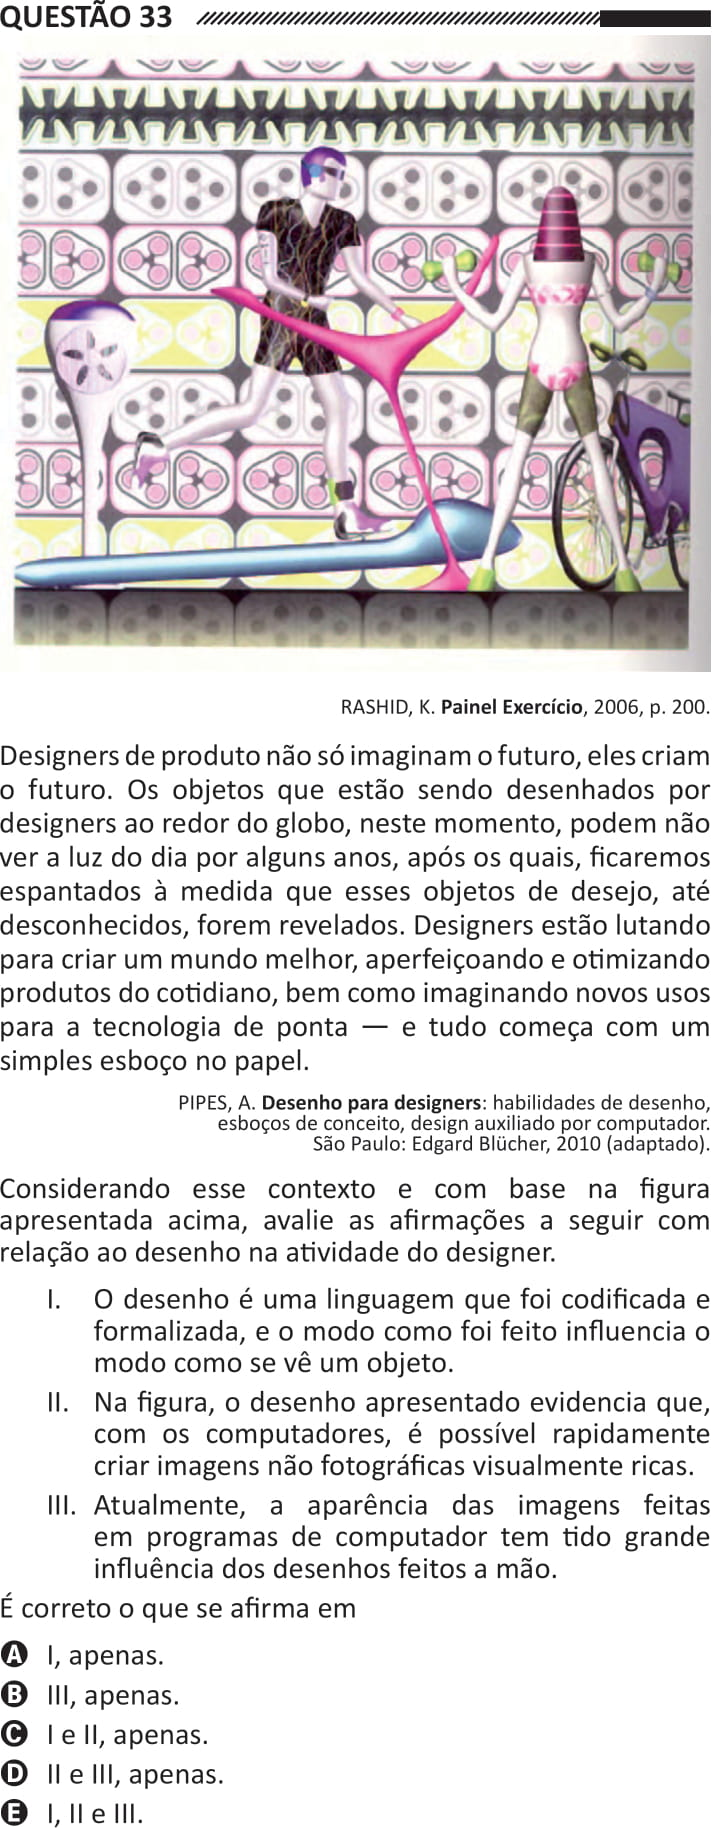 QUESTÃO 33
RASHID, K. Painel Exercício, 2006, p. 200.
Designers de produto não só imaginam o futuro, eles criam
o futuro. Os objetos que estão sendo desenhados por
designers ao redor do globo, neste momento, podem não
ver a luz do dia por alguns anos, após os quais, ficaremos
espantados à medida que esses objetos de desejo, até
desconhecidos, forem revelados. Designers estão lutando
para criar um mundo melhor, aperfeiçoando e otimizando
produtos do cotidiano, bem como imaginando novos usos
para a tecnologia de ponta — e tudo começa com um
simples esboço no papel.
PIPES, A. Desenho para designers: habilidades de desenho,
esboços de conceito, design auxiliado por computador.
São Paulo: Edgard Blücher, 2010 (adaptado).
Considerando esse contexto e com base na figura
apresentada acima, avalie as afirmações a seguir com
relação ao desenho na atividade do designer.
I. O desenho é uma linguagem que foi codificada e
formalizada, e o modo como foi feito influencia o
modo como se vê um objeto.
II. Na figura, o desenho apresentado evidencia que,
com os computadores, é possível rapidamente
criar imagens não fotográficas visualmente ricas.
III. Atualmente, a aparência das imagens feitas
em programas de computador tem tido grande
influência dos desenhos feitos a mão.
É correto o que se afirma em
A I, apenas.
B III, apenas.
C I e II, apenas.
D II e III, apenas.
E I, II e III.